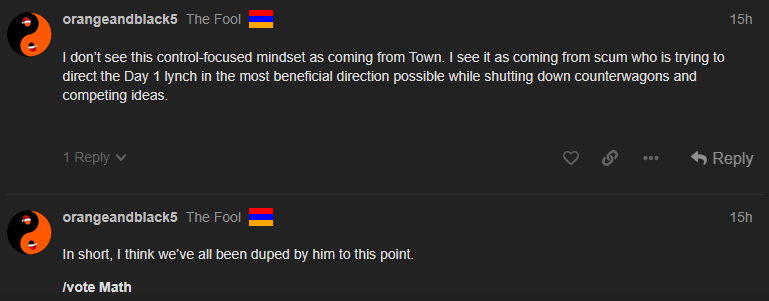 orangeandblack5 The Fool 15h
I don’t see this control-focused mindset as coming from Town. I see it as coming from scum who is trying to
direct the Day 1 lynch in the most beneficial direction possible while shutting down counterwagons and
competing ideas.
1 Reply Reply
orangeandblack5 The Fool 15h
In short, I think we’ve all been duped by him to this point.
/vote Math